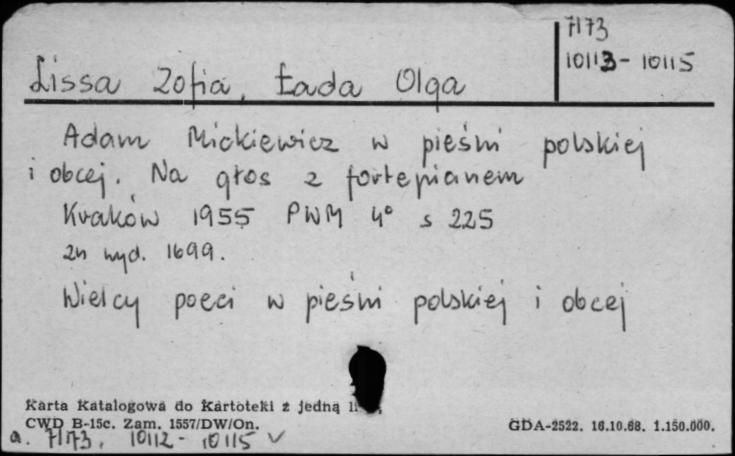 7173
10113-10115
Lissa Zofia, Łada Olga
Adam Mickiewicz w pieśni polskiej
i obcej. Na głos z fortepianem
Kraków 1955 PWM 4° s 225
Zn wyd. 1699.
Wielcy poeci w pieśni polskiej i obcej
Karta Katalogowa do Kartoteki z jedną
CWD B-15c. Zam. 1557/DW/On.
GDA-2522. 16.10.68. 1.150.000.
a. 7173, 10112-10115 v